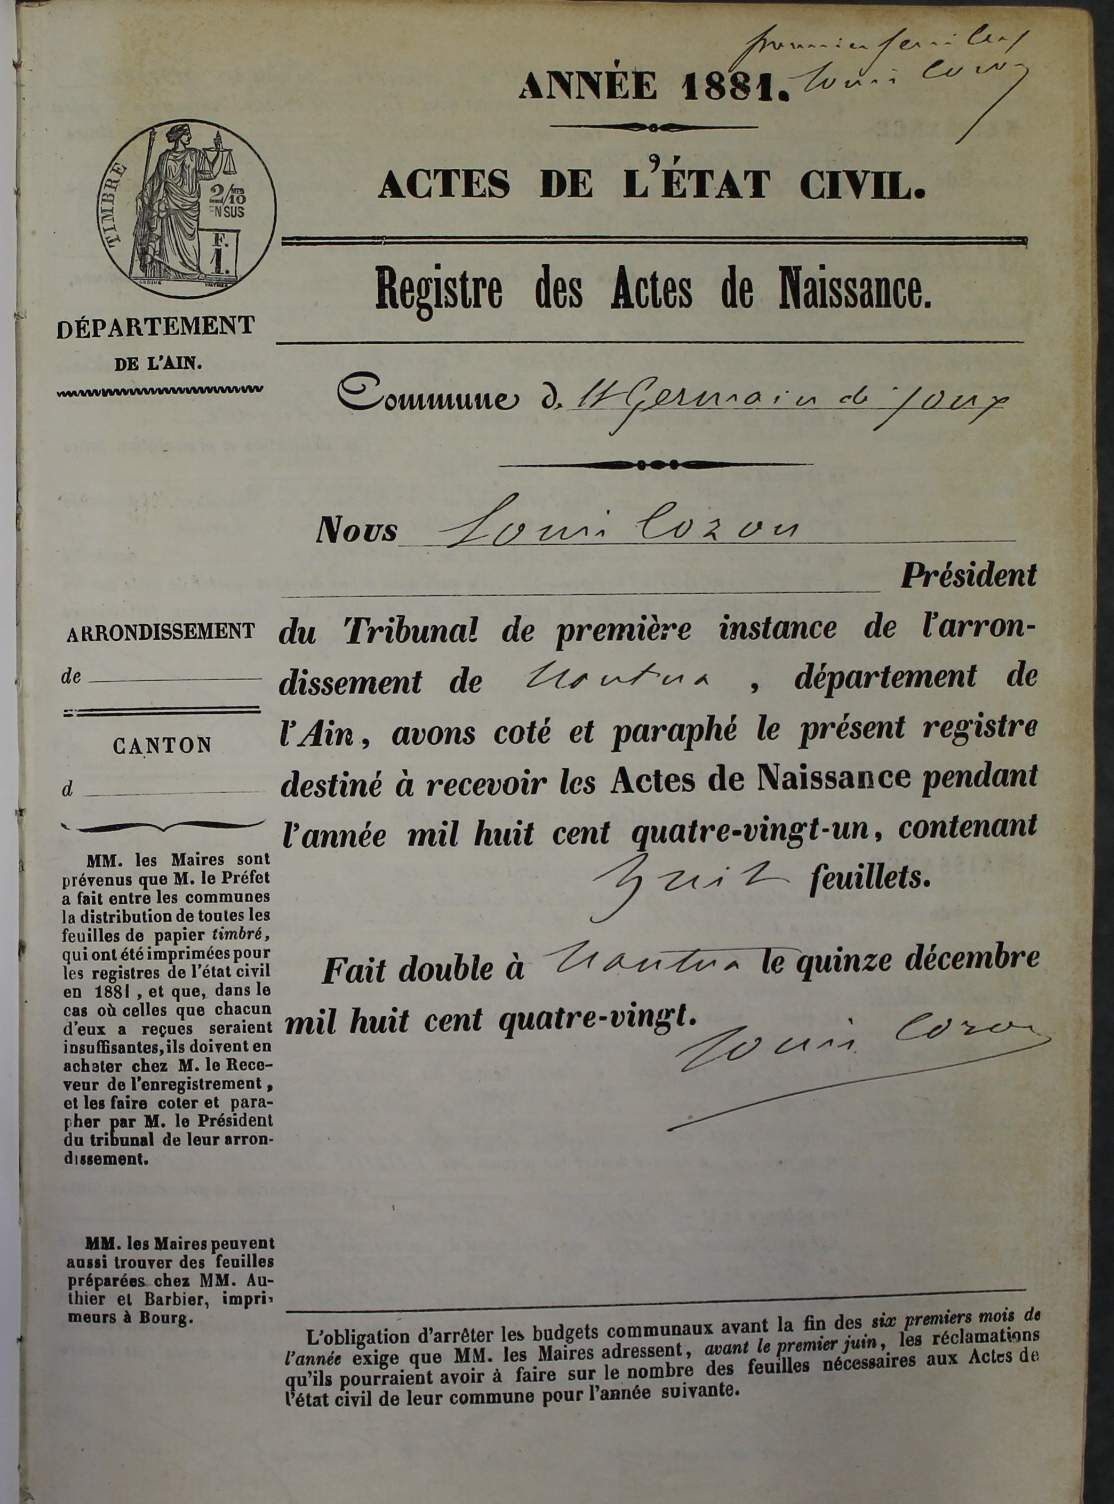 premier feuillet
Louis Cozon
ANNÉE 1881.
ACTES DE L'ÉTAT CIVIL.
TIMBRE
2/10
EN SUS
F.
1.
Registre des Actes de Naissance.
DÉPARTEMENT
DE L'AIN.
Commune d. St Germain de Joux
Nous Louis Cozon
Président
ARRONDISSEMENT
de
CANTON
d
du Tribunal de première instance de l'arron-
dissement de Nantua, département de
l'Ain, avons coté et paraphé le présent registre
destiné à recevoir les Actes de Naissance pendant
l'année mil huit cent quatre-vingt-un, contenant
huit feuillets.
Fait double à Nantua le quinze décembre
mil huit cent quatre-vingt.
Louis Cozon
MM. les Maires sont
prévenus que M. le Préfet
a fait entre les communes
la distribution de toutes les
feuilles de papier timbré,
qui ont été imprimées pour
les registres de l'état civil
en 1881, et que, dans le
cas où celles que chacun
d'eux a reçues seraient
insuffisantes, ils doivent en
acheter chez M. le Rece-
veur de l'enregistrement,
et les faire coter et para-
pher par M. le Président
du tribunal de leur arron-
dissement.
MM. les Maires peuvent
aussi trouver des feuilles
préparées chez MM. Au-
thier et Barbier, impri-
meurs à Bourg.
L'obligation d'arrêter les budgets communaux avant la fin des six premiers mois de
l'année exige que MM. les Maires adressent, avant le premier juin, les réclamations
qu'ils pourraient avoir à faire sur le nombre des feuilles nécessaires aux Actes de
l'état civil de leur commune pour l'année suivante.